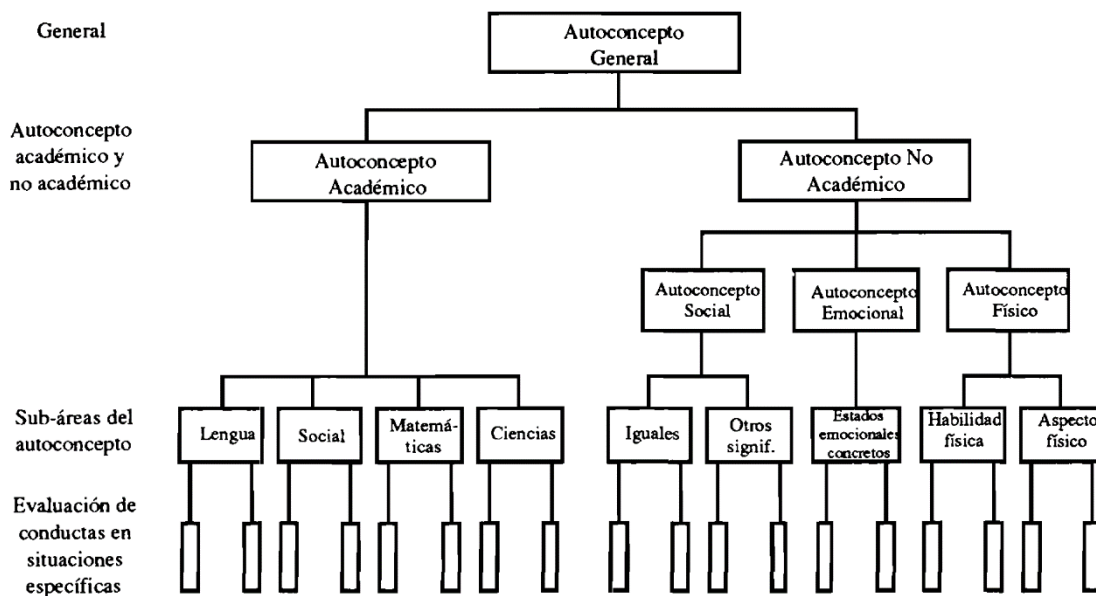 General
Autoconcepto
General
Autoconcepto
académico y
no académico
Autoconcepto
Académico
Autoconcepto No
Académico
Autoconcepto
Social
Autoconcepto
Emocional
Autoconcepto
Físico
Sub-áreas del
autoconcepto
Lengua
Social
Matemá-
ticas
Ciencias
Iguales
Otros
signif.
Estados
emocionales
concretos
Habilidad
física
Aspecto
físico
Evaluación de
conductas en
situaciones
específicas